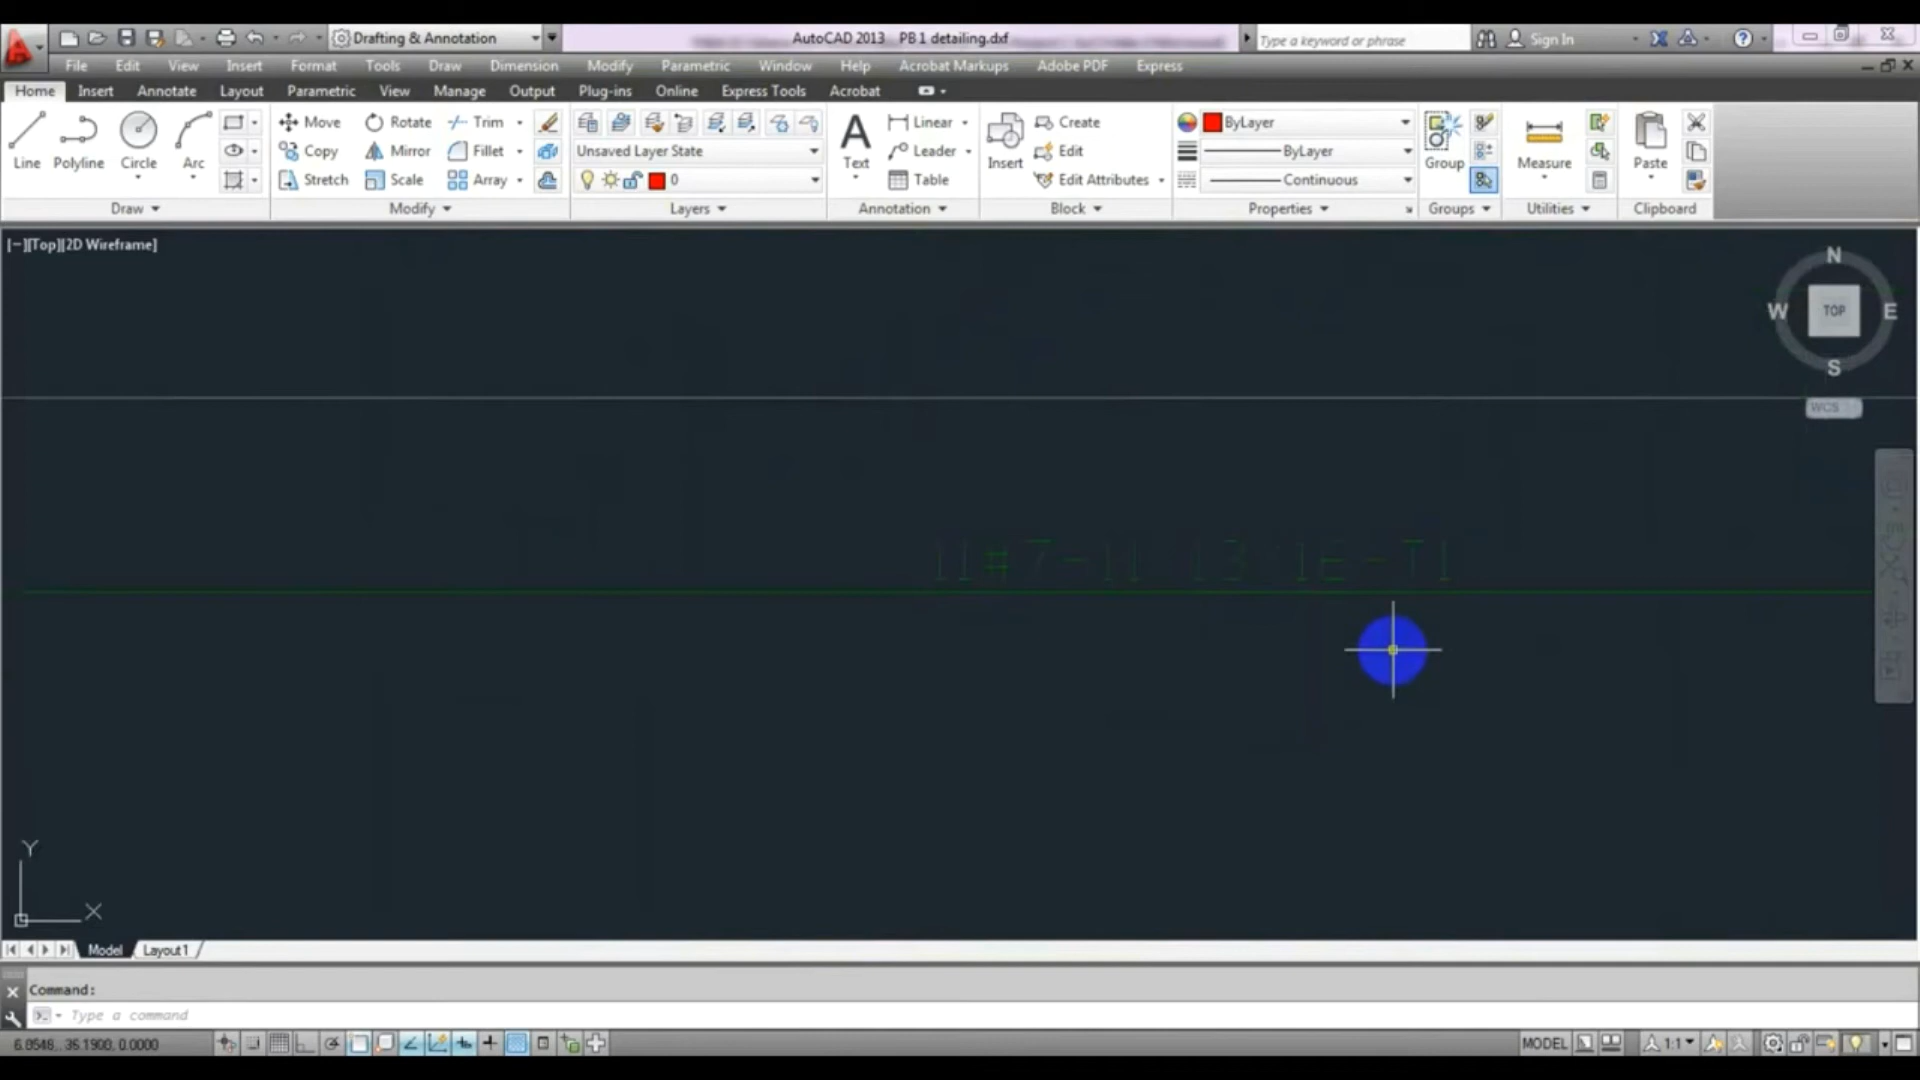 Drafting & Annotation
AutoCAD 2013 PB 1 detailing.dxf
Type a keyword or phrase
Sign In
File Edit View Insert Format Tools Draw Dimension Modify Parametric Window Help Acrobat Markups Adobe PDF Express
Home Insert Annotate Layout Parametric View Manage Output Plug-ins Online Express Tools Acrobat
Move Rotate Trim
Copy Mirror Fillet
Stretch Scale Array
Line Polyline Circle Arc
Unsaved Layer State
0
Text
Linear
Leader
Table
Insert
Create
Edit
Edit Attributes
ByLayer
ByLayer
Continuous
Group
Measure
Paste
Draw Modify Layers Annotation Block Properties Groups Utilities Clipboard
[−][Top][2D Wireframe]
N
W TOP E
S
WCS
Y
X
Model Layout1
Command:
Type a command
MODEL
1:1